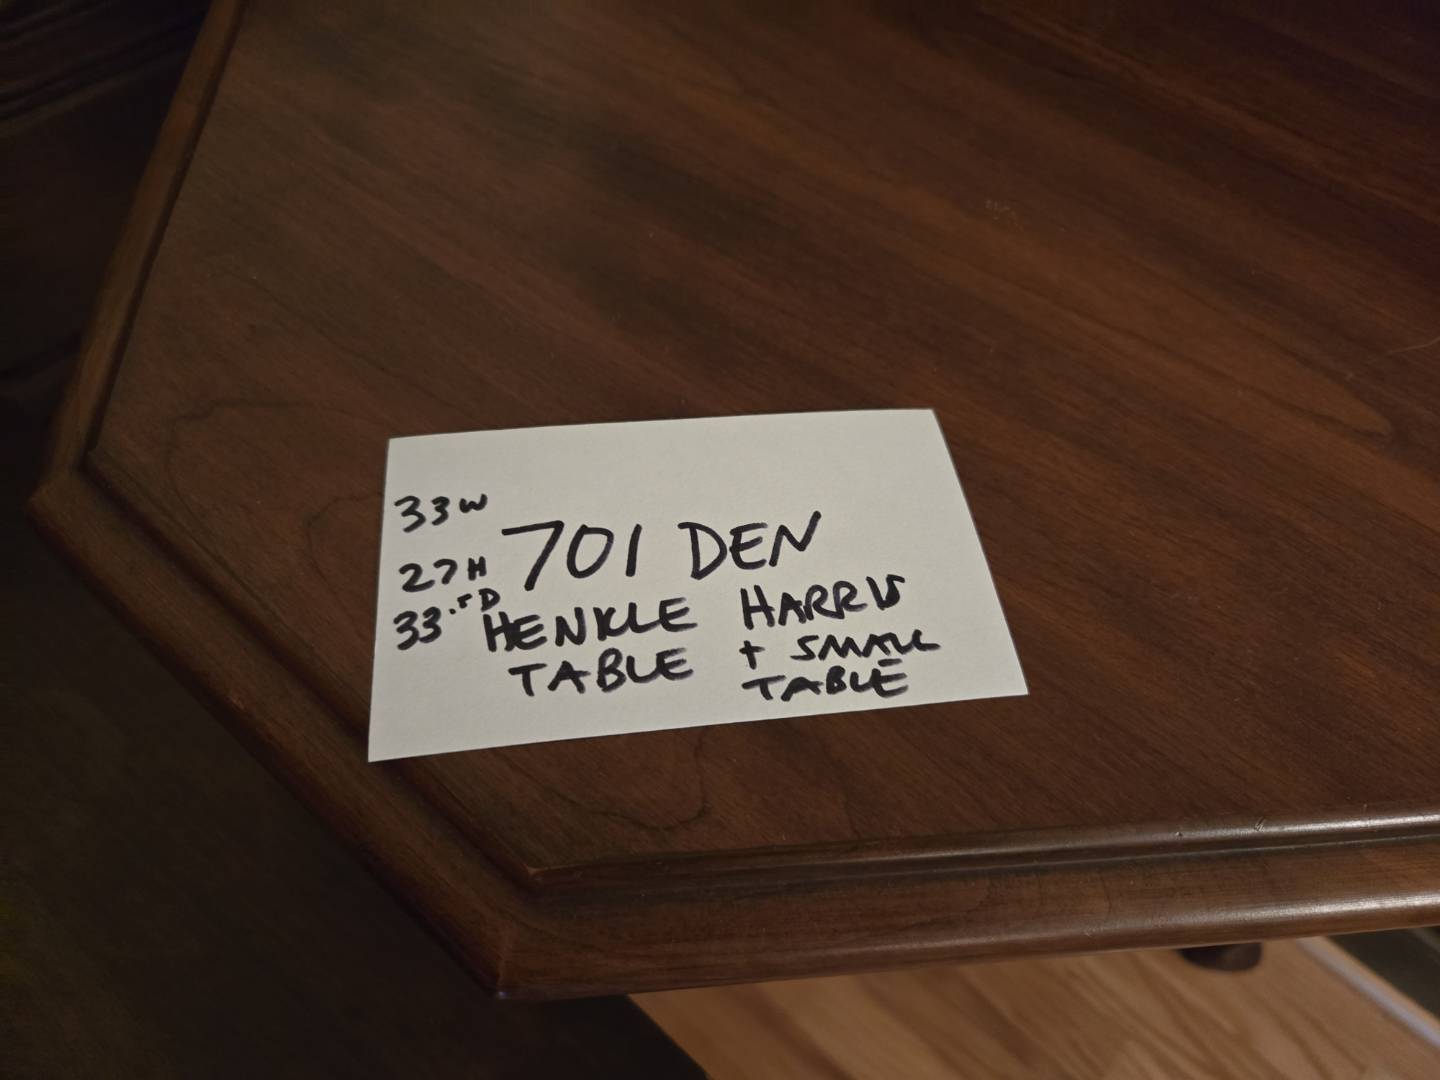 33W
27H
33.5D
701 DEN
HENKLE HARRIS
TABLE + SMALL
TABLE